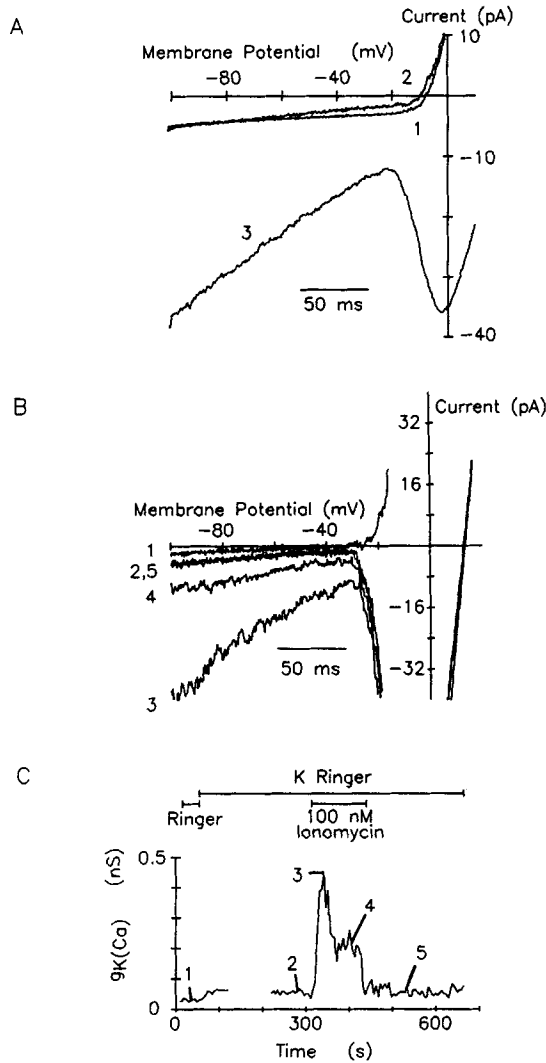 A
Current (pA)
10
Membrane Potential (mV)
−80
−40
2
1
−10
3
50 ms
−40
B
Current (pA)
32
16
Membrane Potential (mV)
−80
−40
1
2,5
4
−16
50 ms
−32
3
C
K Ringer
Ringer
100 nM
Ionomycin
0.5
gK(Ca) (nS)
3
4
1
2
5
0
0
300
600
Time (s)